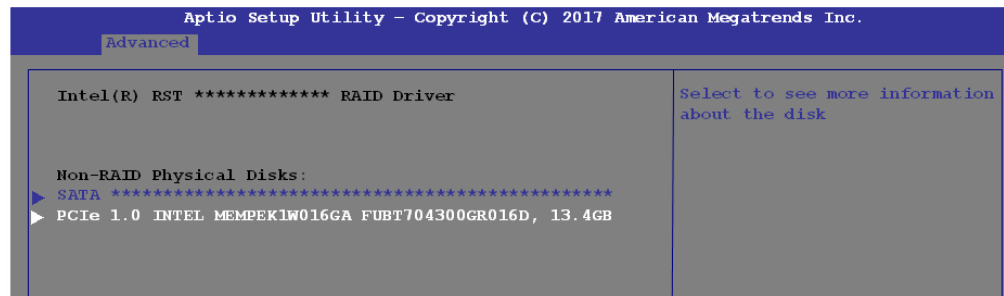 Aptio Setup Utility – Copyright (C) 2017 American Megatrends Inc.
Advanced
Intel(R) RST ************* RAID Driver
Select to see more information
about the disk
Non-RAID Physical Disks:
SATA ************************************************
PCIe 1.0 INTEL MEMPEK1W016GA FUBT704300GR016D, 13.4GB